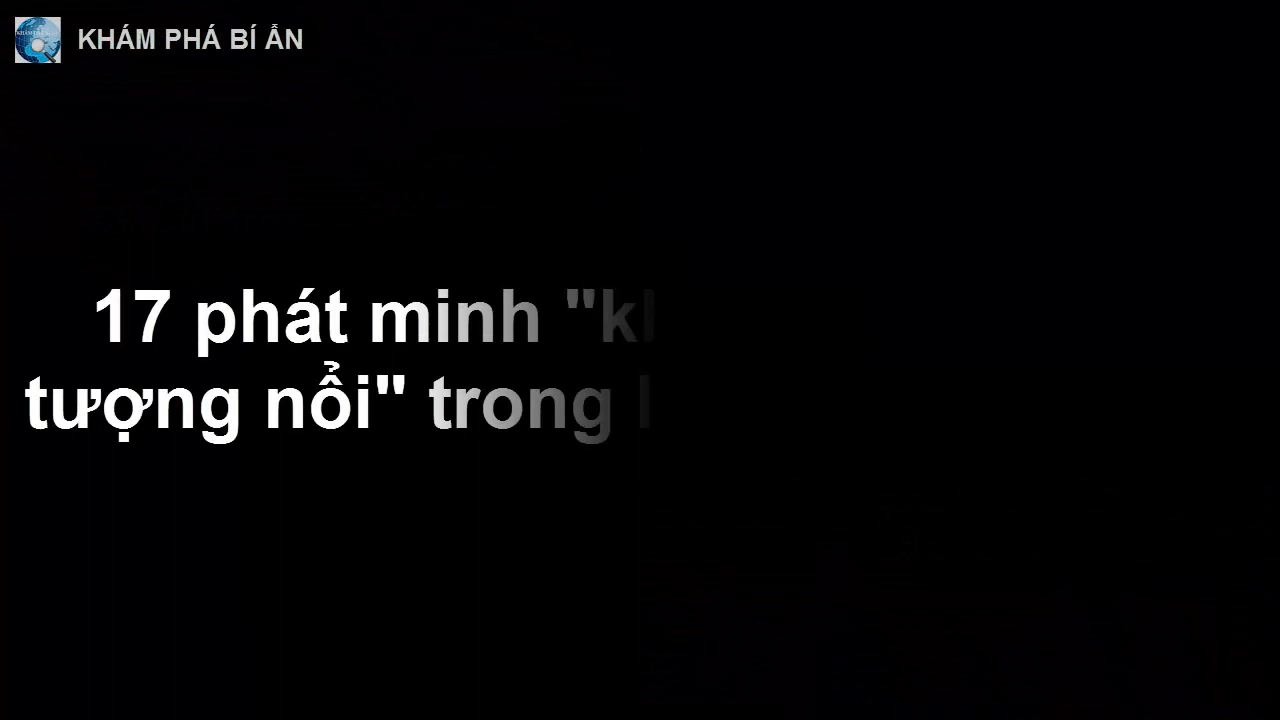 KHÁM PHÁ BÍ ẨN
17 phát minh
tượng nổi" trong